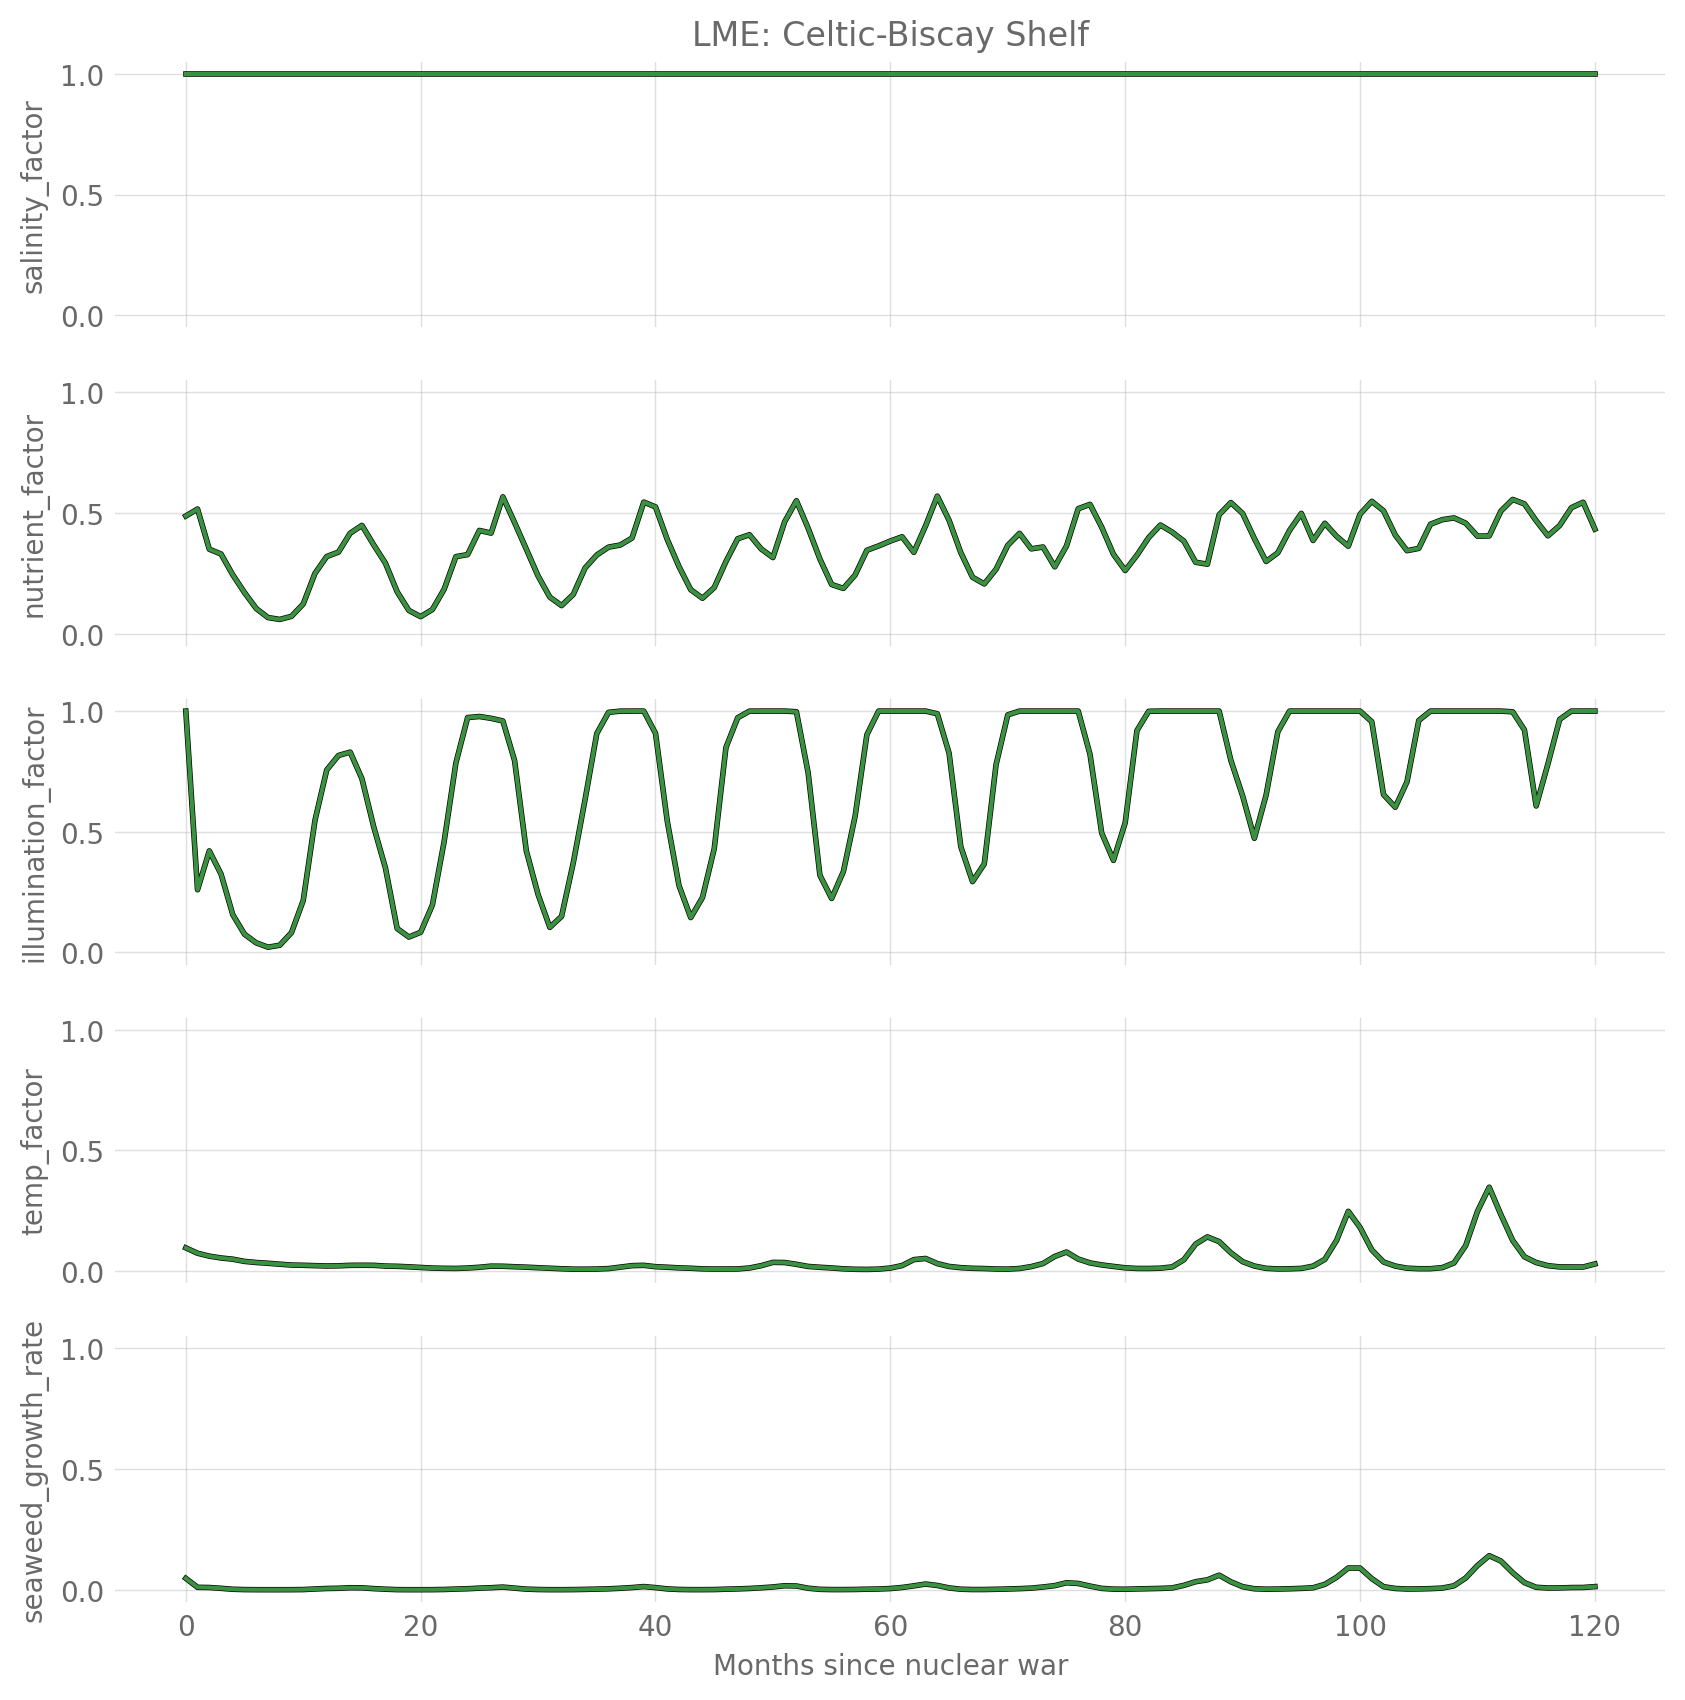 LME: Celtic-Biscay Shelf
1.0
0.5
0.0
salinity_factor
1.0
0.5
0.0
nutrient_factor
1.0
0.5
0.0
illumination_factor
1.0
0.5
0.0
temp_factor
1.0
0.5
0.0
seaweed_growth_rate
0 20 40 60 80 100 120
Months since nuclear war